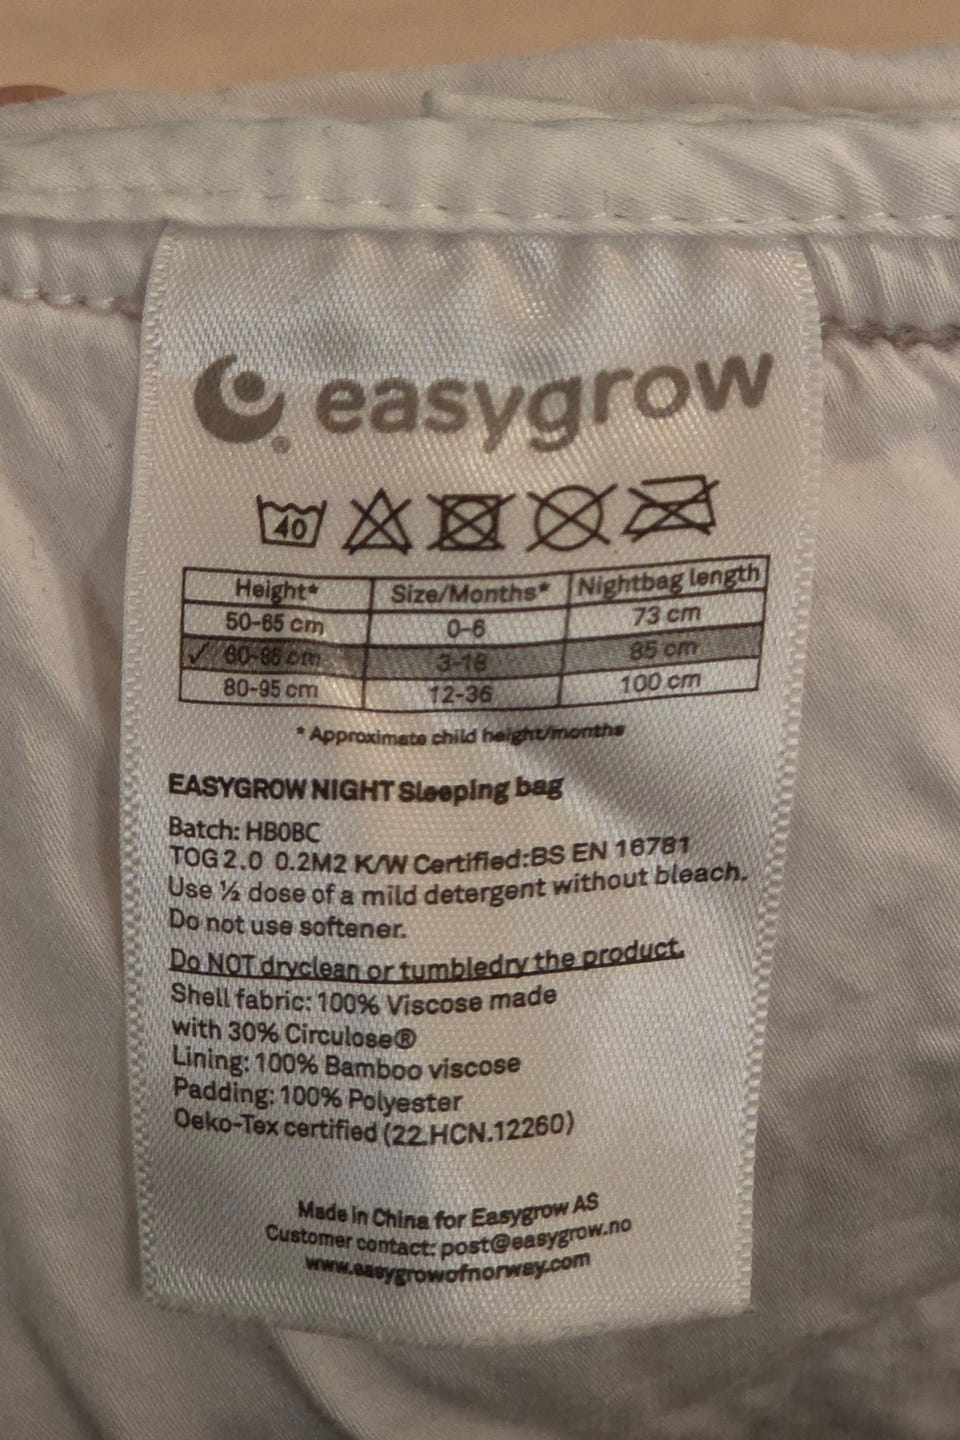 easygrow®
40
Height* Size/Months* Nightbag length
50-65 cm 0-6 73 cm
✓ 60-86 cm 3-18 85 cm
80-95 cm 12-36 100 cm
* Approximate child height/months
EASYGROW NIGHT Sleeping bag
Batch: HB0BC
TOG 2.0 0.2M2 K/W Certified:BS EN 16781
Use ½ dose of a mild detergent without bleach.
Do not use softener.
Do NOT dryclean or tumbledry the product.
Shell fabric: 100% Viscose made
with 30% Circulose®
Lining: 100% Bamboo viscose
Padding: 100% Polyester
Oeko-Tex certified (22.HCN.12260)
Made in China for Easygrow AS
Customer contact: post@easygrow.no
www.easygrowofnorway.com